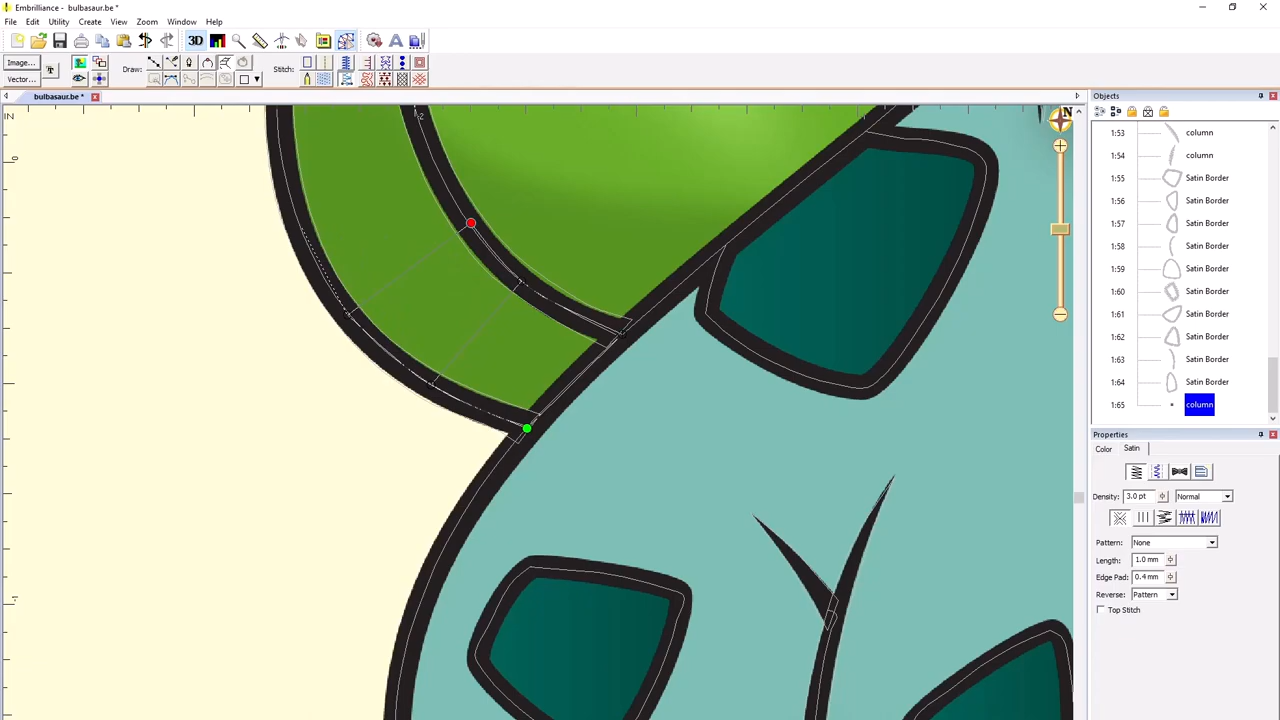 Embrilliance - bulbasaur.be *
File Edit Utility Create View Zoom Window Help
3D A
Image... T Draw: Stitch:
Vector...
bulbasaur.be *
Objects
IN
N
0
1:53 column
1:54 column
1:55 Satin Border
1:56 Satin Border
1:57 Satin Border
1:58 Satin Border
1:59 Satin Border
1:60 Satin Border
1:61 Satin Border
1:62 Satin Border
1:63 Satin Border
1:64 Satin Border
1:65 column
Properties
Color Satin
Density: 3.0 pt Normal
Pattern: None
Length: 1.0 mm
Edge Pad: 0.4 mm
Reverse: Pattern
Top Stitch